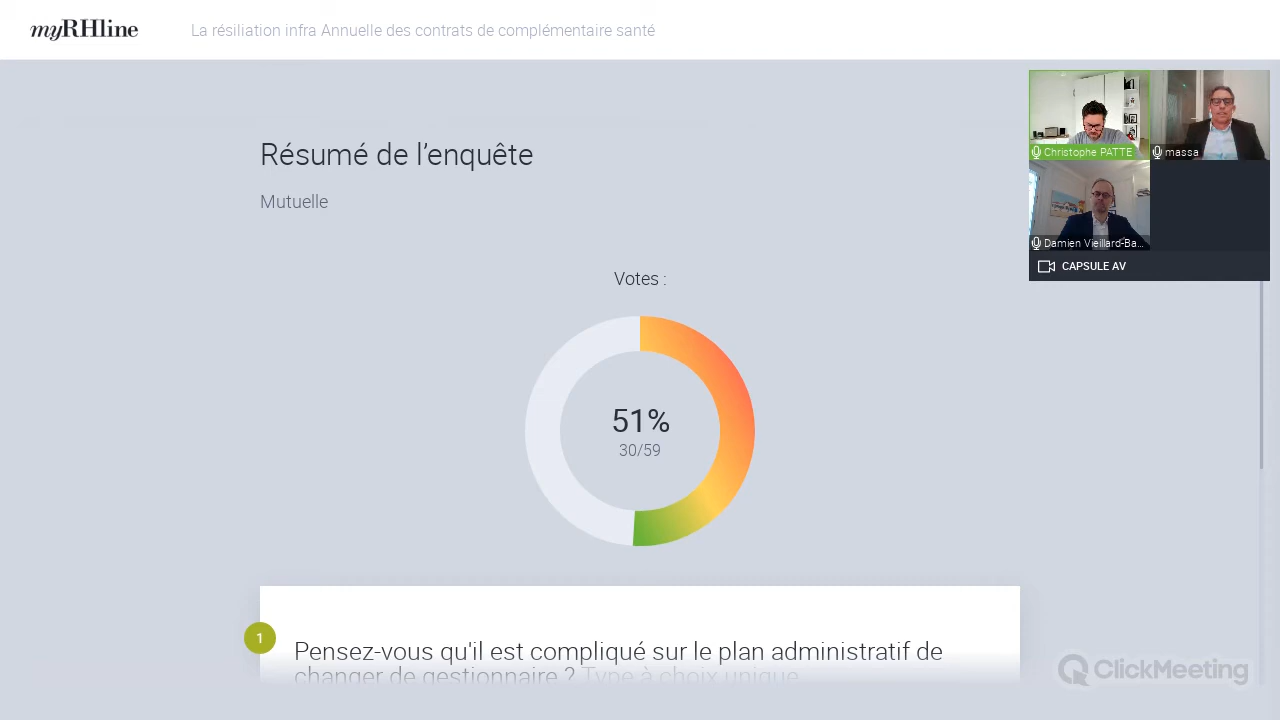 myRHline
La résiliation infra Annuelle des contrats de complémentaire santé
Christophe PATTE
massa
Damien Vieillard-Ba...
CAPSULE AV
Résumé de l'enquête
Mutuelle
Votes :
51%
30/59
1
Pensez-vous qu'il est compliqué sur le plan administratif de
changer de gestionnaire ? Type à choix unique
ClickMeeting